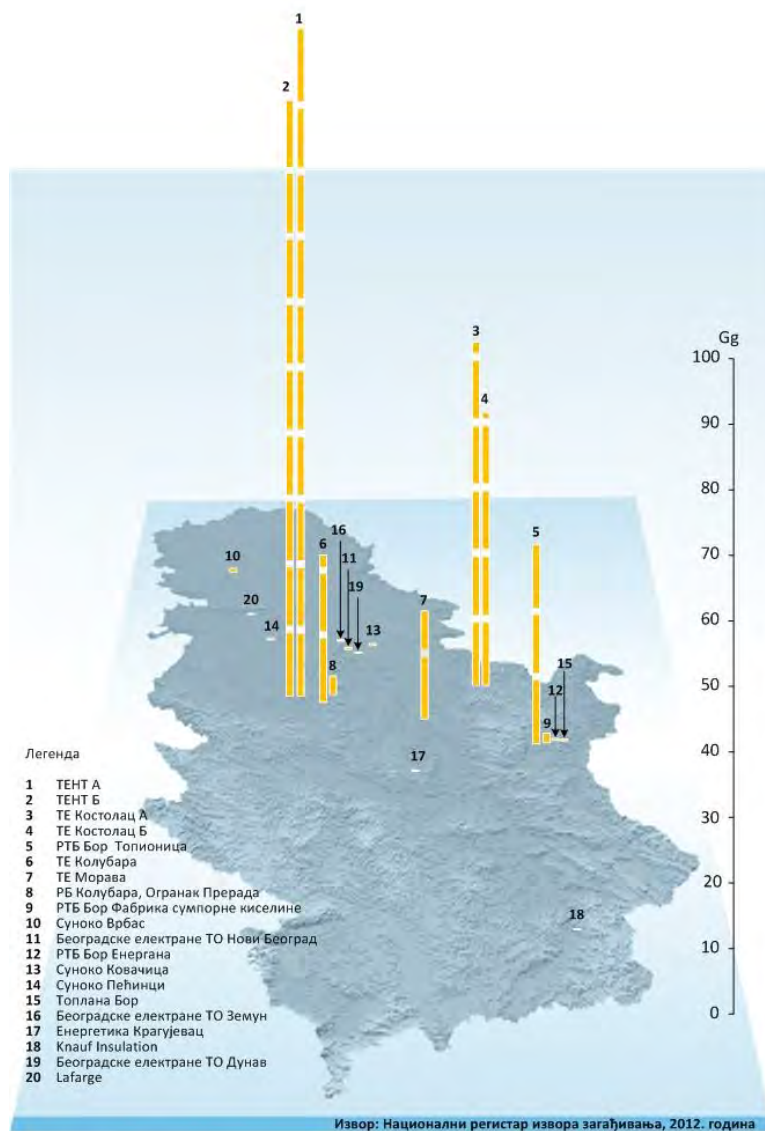 1
2
3
4
Gg
100
90
80
70
60
50
40
30
20
10
0
5
16
6
11
10
19
7
20
13
14
15
8
12
9
17
18
Легенда
1 ТЕНТ А
2 ТЕНТ Б
3 ТЕ Костолац А
4 ТЕ Костолац Б
5 РТБ Бор Топионица
6 ТЕ Колубара
7 ТЕ Морава
8 РБ Колубара, Огранак Прерада
9 РТБ Бор Фабрика сумпорне киселине
10 Суноко Врбас
11 Београдске електране ТО Нови Београд
12 РТБ Бор Енергана
13 Суноко Ковачица
14 Суноко Пећинци
15 Топлана Бор
16 Београдске електране ТО Земун
17 Енергетика Крагујевац
18 Knauf Insulation
19 Београдске електране ТО Дунав
20 Lafarge
Извор: Национални регистар извора загађивања, 2012. година